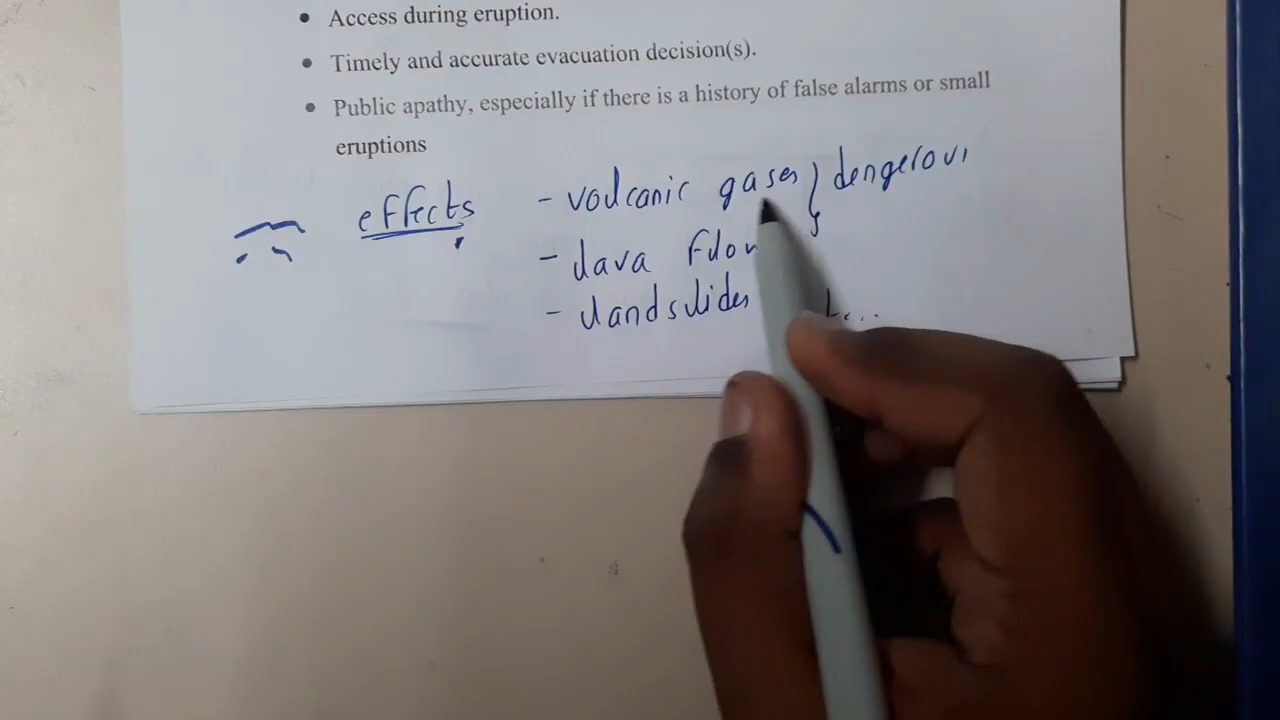 • Access during eruption.
• Timely and accurate evacuation decision(s).
• Public apathy, especially if there is a history of false alarms or small
eruptions
effects - volcanic gases } dengerous
- lava flow
- landslides